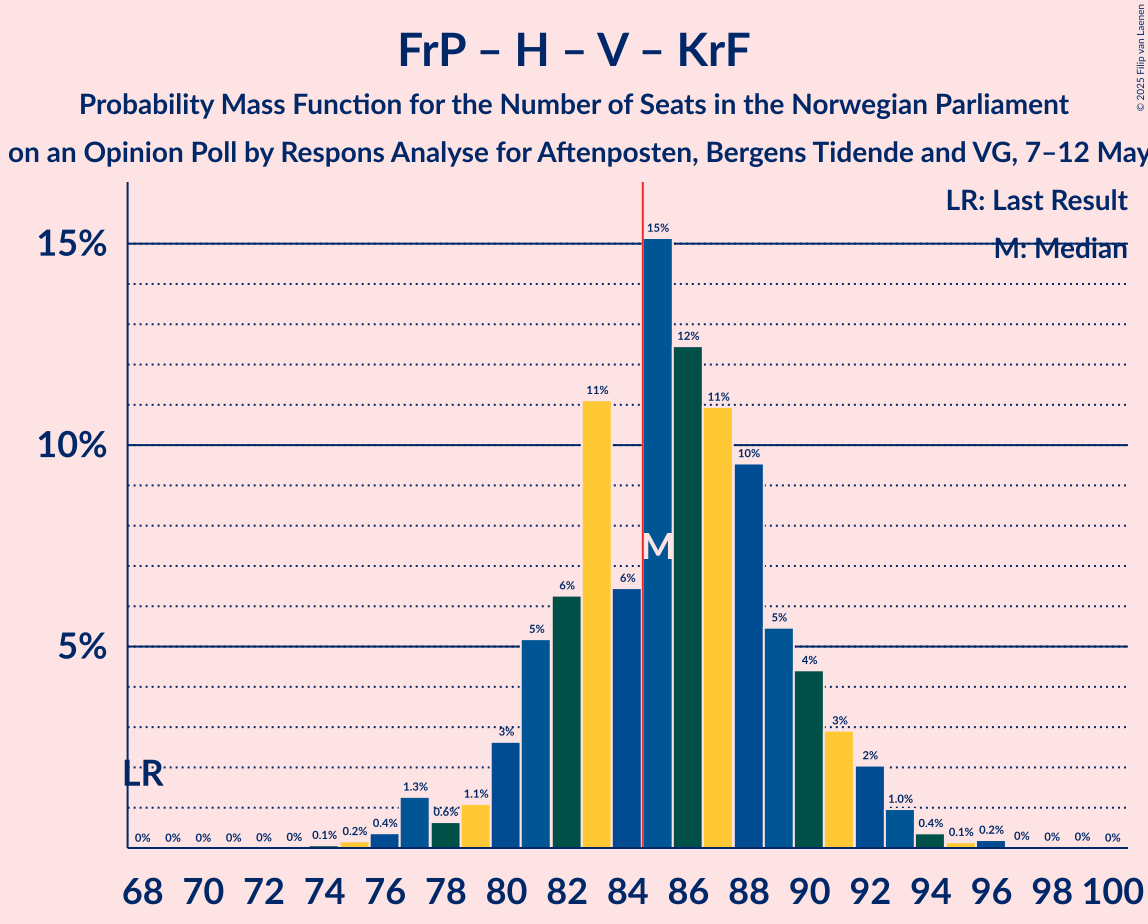 FrP – H – V – KrF
Probability Mass Function for the Number of Seats in the Norwegian Parliament
on an Opinion Poll by Respons Analyse for Aftenposten, Bergens Tidende and VG, 7–12 May
© 2025 Filip van Laenen
LR: Last Result
M: Median
15%
10%
5%
LR
M
0% 0% 0% 0% 0% 0% 0.1% 0.2% 0.4% 1.3% 0.6% 1.1% 3% 5% 6% 11% 6% 15% 12% 11% 10% 5% 4% 3% 2% 1.0% 0.4% 0.1% 0.2% 0% 0% 0% 0%
68 70 72 74 76 78 80 82 84 86 88 90 92 94 96 98 100